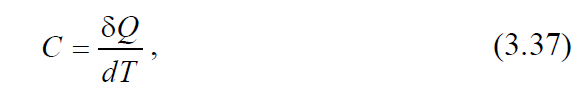 C = δQ/dT , (3.37)